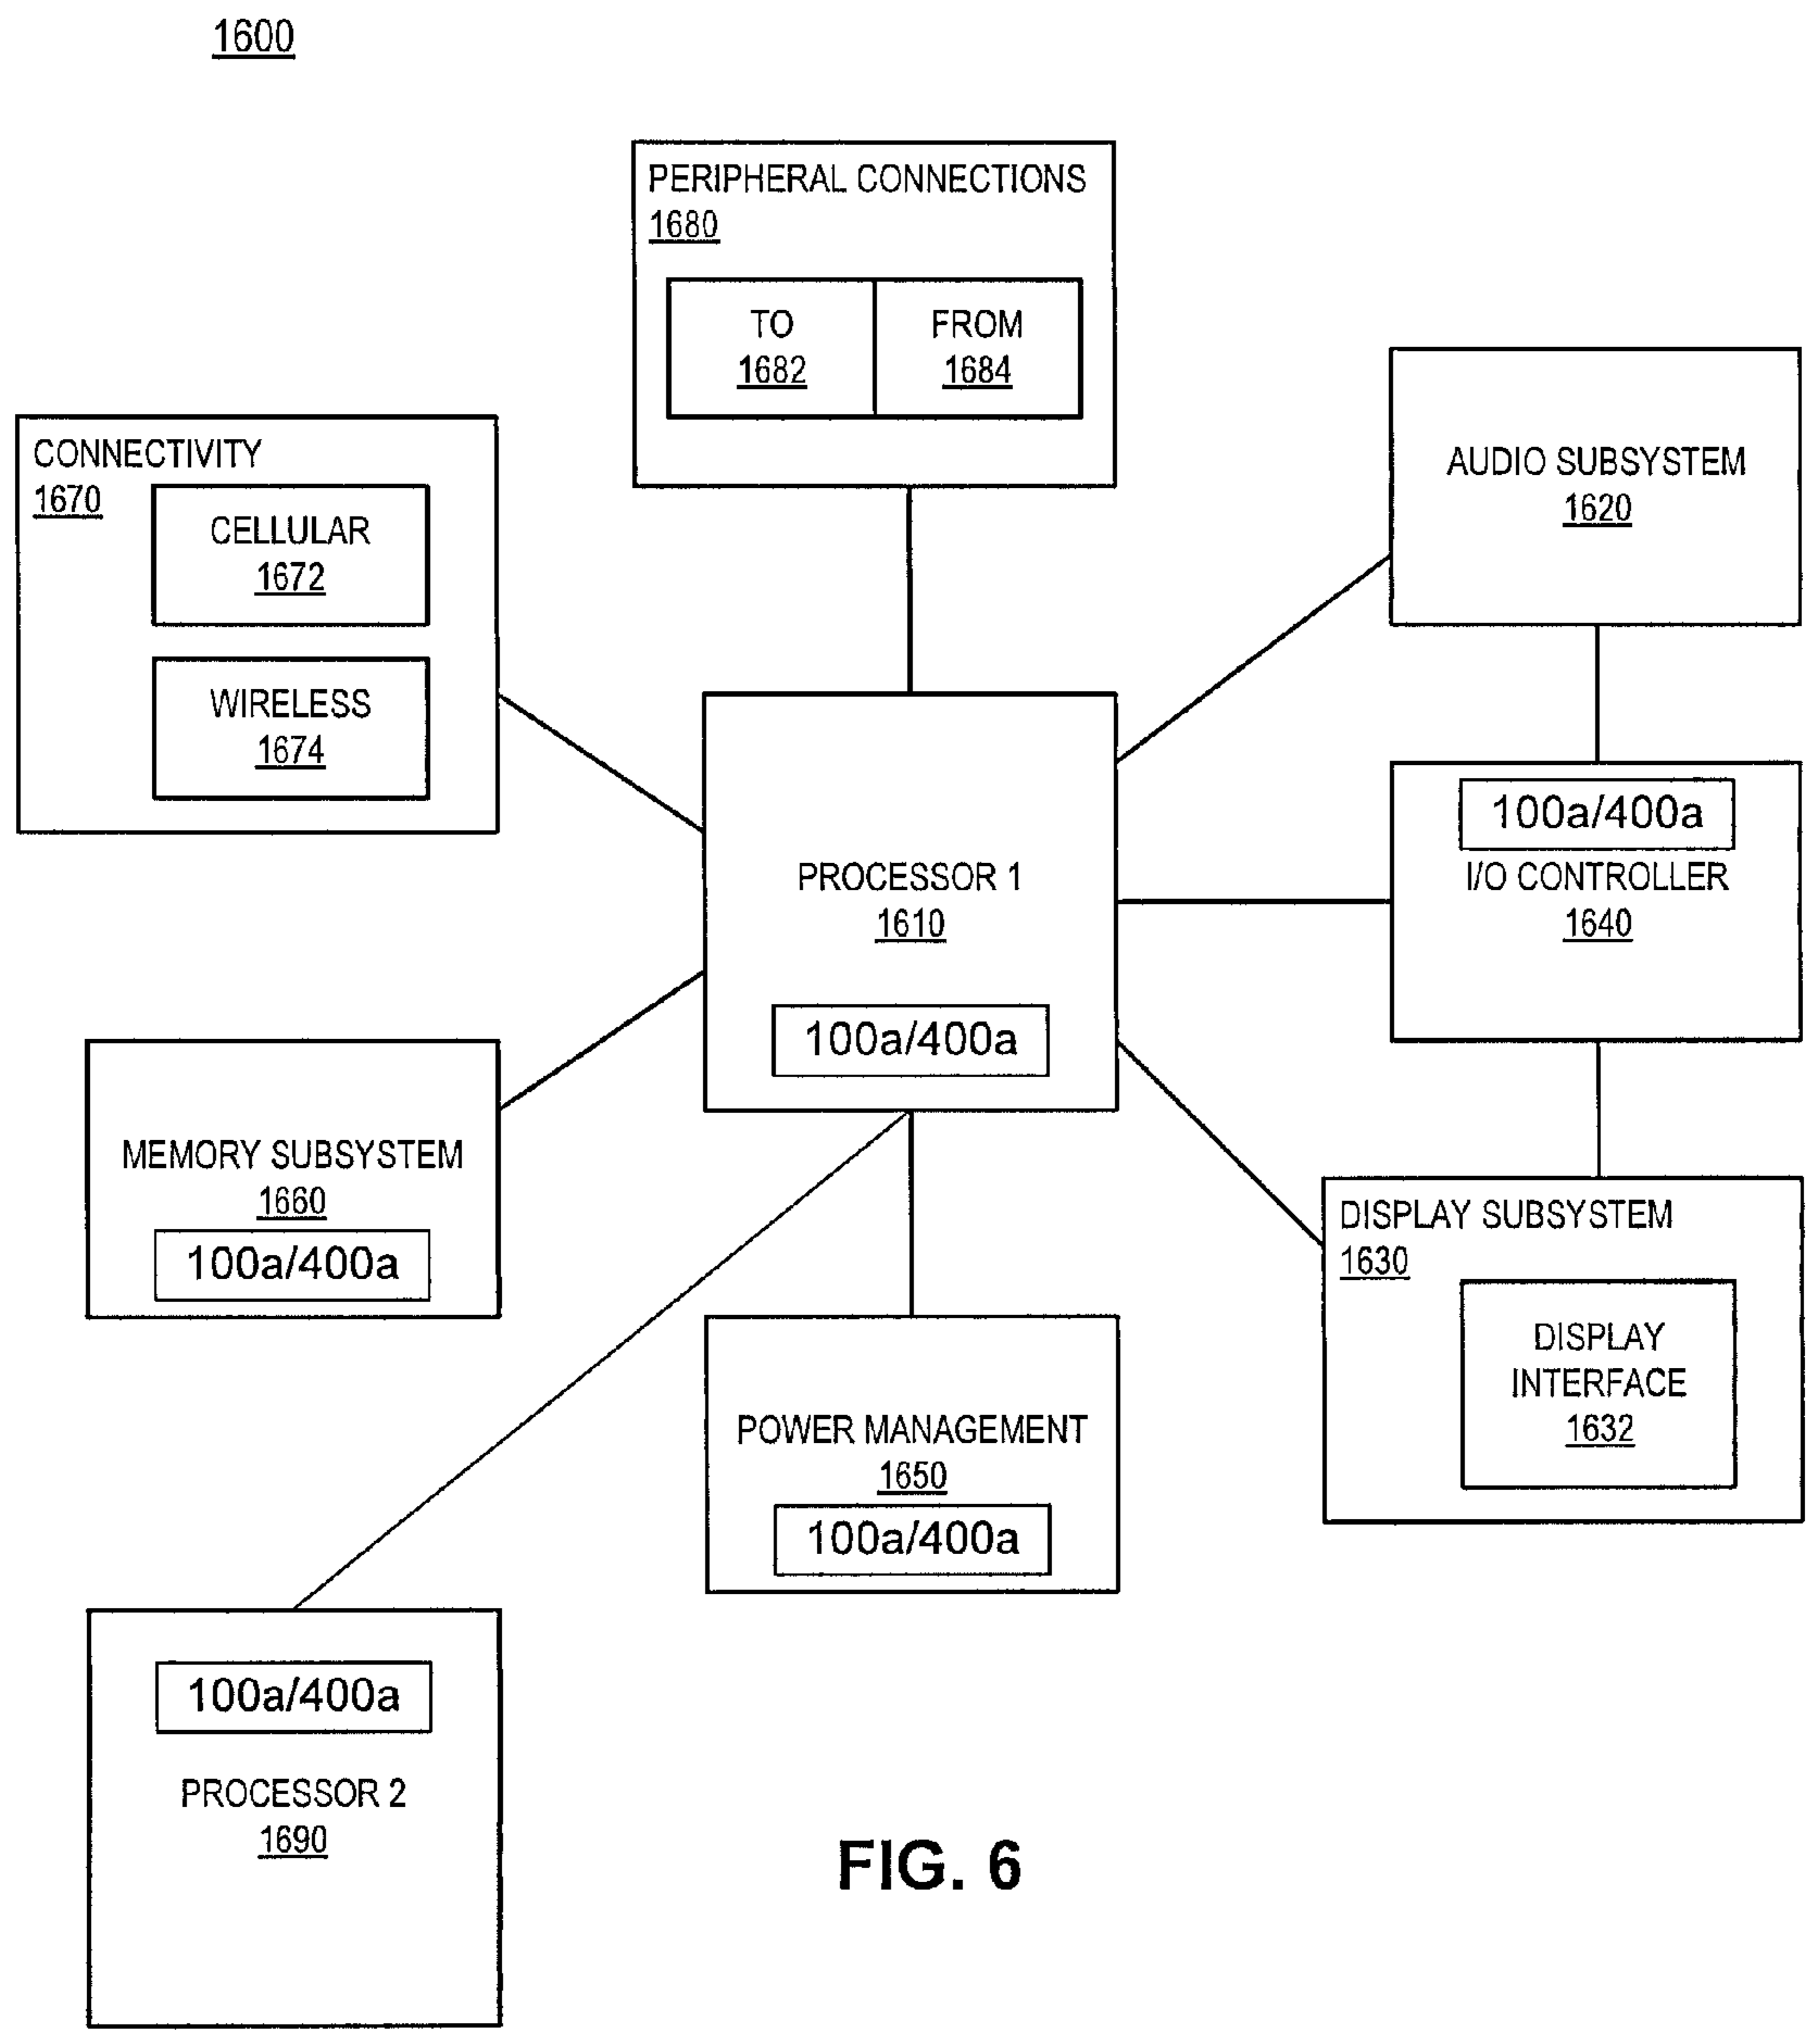 1600
PERIPHERAL CONNECTIONS
1680
TO
1682
FROM
1684
CONNECTIVITY
1670
CELLULAR
1672
WIRELESS
1674
AUDIO SUBSYSTEM
1620
PROCESSOR 1
1610
100a/400a
100a/400a
I/O CONTROLLER
1640
MEMORY SUBSYSTEM
1660
100a/400a
DISPLAY SUBSYSTEM
1630
DISPLAY
INTERFACE
1632
POWER MANAGEMENT
1650
100a/400a
100a/400a
PROCESSOR 2
1690
FIG. 6